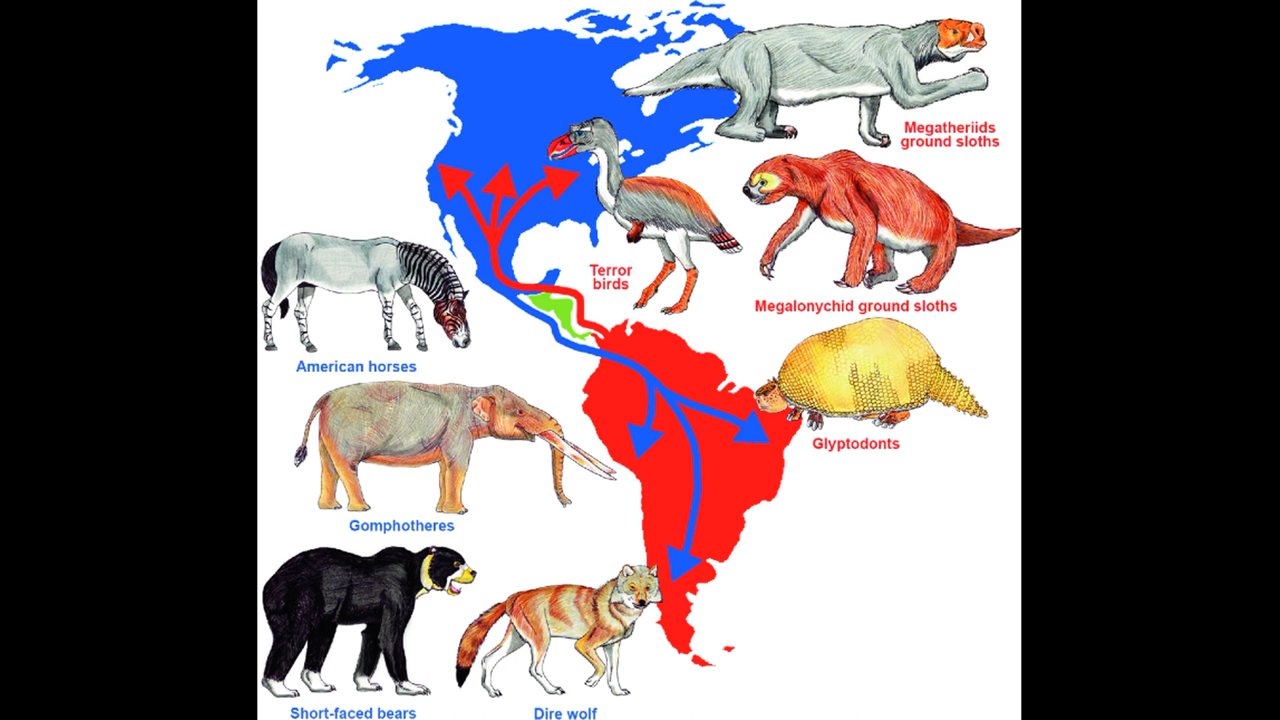 Megatheriids
ground sloths
Terror
birds
Megalonychid ground sloths
American horses
Glyptodonts
Gomphotheres
Short-faced bears
Dire wolf